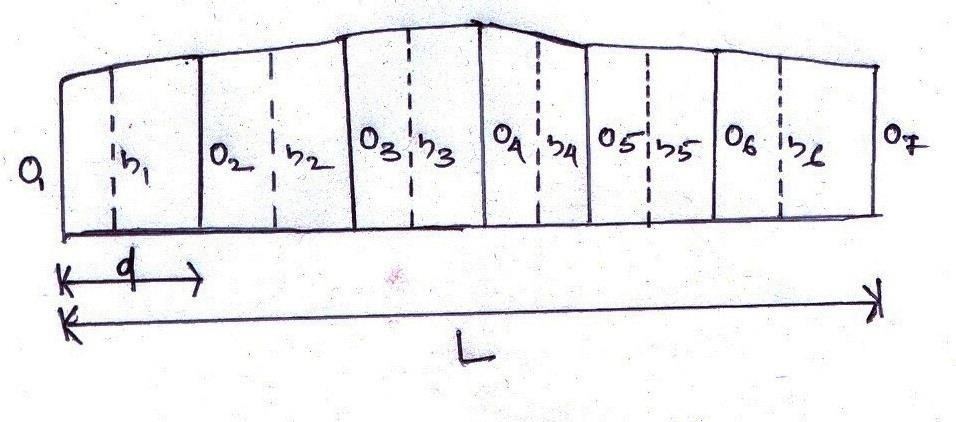 O₁ h₁ O₂ h₂ O₃ h₃ O₄ h₄ O₅ h₅ O₆ h₆ O₇
d
L